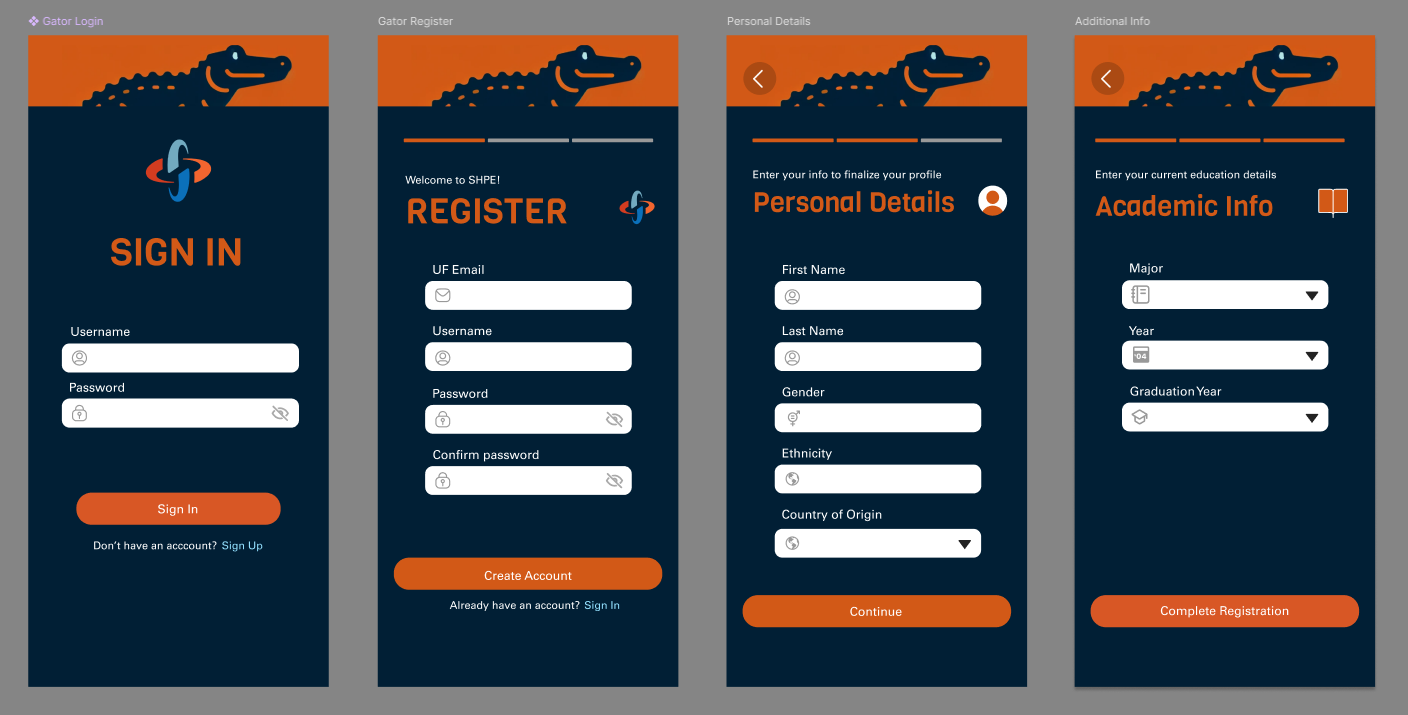 Gator Login
SIGN IN
Username
Password
Sign In
Don't have an acccount? Sign Up
Gator Register
Welcome to SHPE!
REGISTER
UF Email
Username
Password
Confirm password
Create Account
Already have an account? Sign In
Personal Details
Enter your info to finalize your profile
Personal Details
First Name
Last Name
Gender
Ethnicity
Country of Origin
Continue
Additional Info
Enter your current education details
Academic Info
Major
Year
'04
Graduation Year
Complete Registration